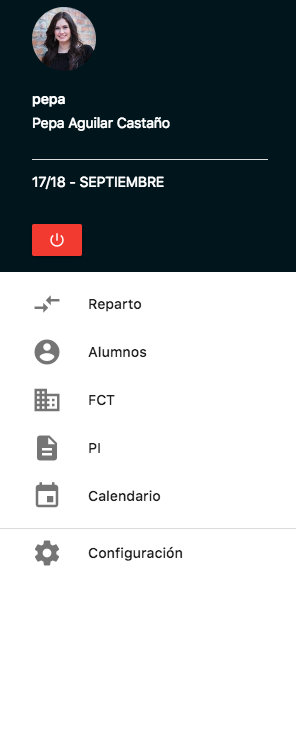 pepa
Pepa Aguilar Castaño
17/18 - SEPTIEMBRE
Reparto
Alumnos
FCT
PI
Calendario
Configuración